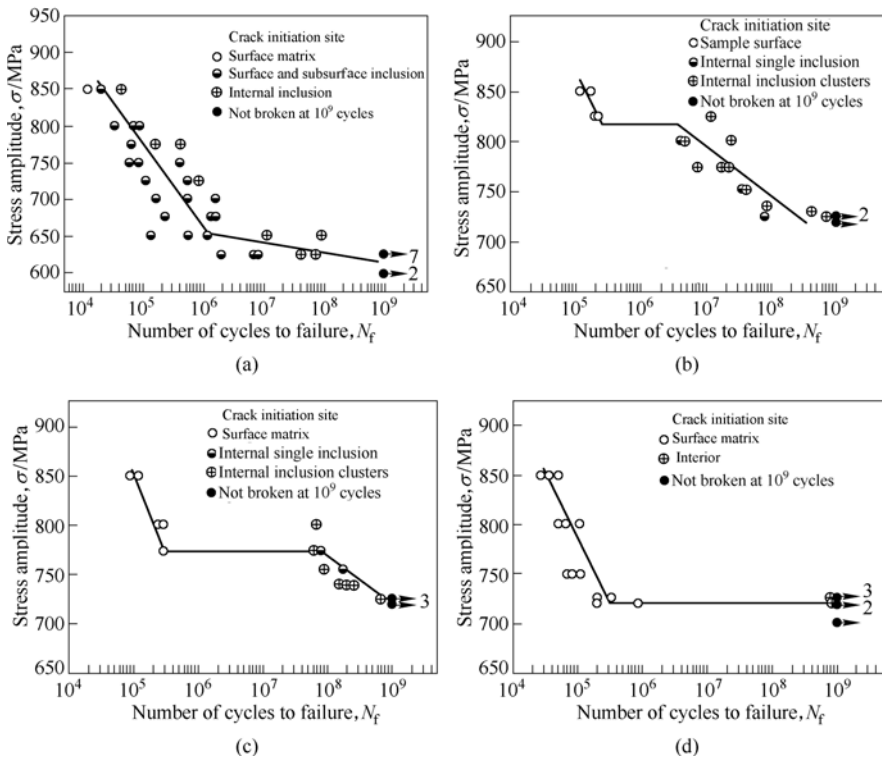 (a)
Crack initiation site
Surface matrix
Surface and subsurface inclusion
Internal inclusion
Not broken at 10⁹ cycles
Stress amplitude, σ/MPa
850
800
750
700
650
600
950
7
2
10⁴ 10⁵ 10⁶ 10⁷ 10⁸ 10⁹
Number of cycles to failure, N_f
(b)
Crack initiation site
Sample surface
Internal single inclusion
Internal inclusion clusters
Not broken at 10⁹ cycles
Stress amplitude, σ/MPa
900
850
800
750
700
650
2
10⁴ 10⁵ 10⁶ 10⁷ 10⁸ 10⁹
Number of cycles to failure, N_f
(a)
(b)
Crack initiation site
Surface matrix
Internal single inclusion
Internal inclusion clusters
Not broken at 10⁹ cycles
Stress amplitude, σ/MPa
900
850
800
750
700
650
3
10⁴ 10⁵ 10⁶ 10⁷ 10⁸ 10⁹
Number of cycles to failure, N_f
(c)
Crack initiation site
Surface matrix
Interior
Not broken at 10⁹ cycles
Stress amplitude, σ/MPa
900
850
800
750
700
650
3
2
10⁴ 10⁵ 10⁶ 10⁷ 10⁸ 10⁹
Number of cycles to failure, N_f
(d)